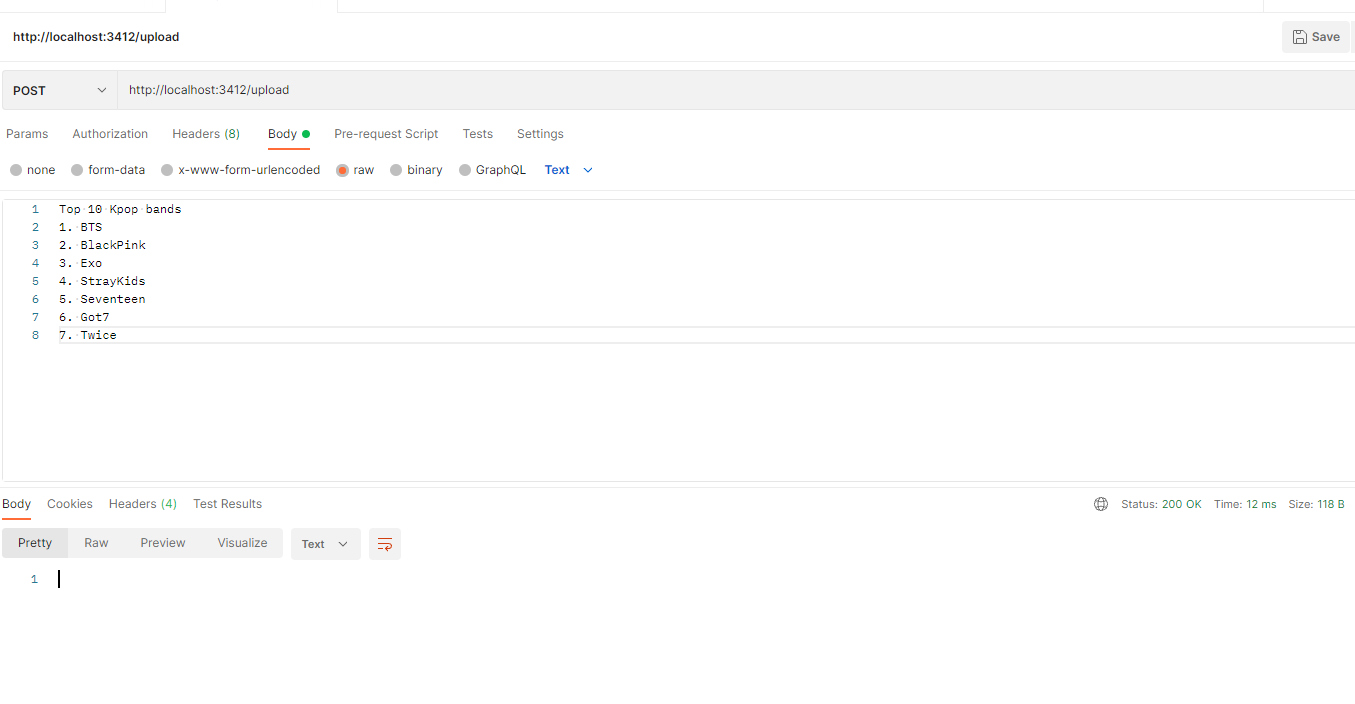 http://localhost:3412/upload
Save
POST
http://localhost:3412/upload
Params Authorization Headers (8) Body Pre-request Script Tests Settings
none form-data x-www-form-urlencoded raw binary GraphQL Text
1 Top 10 Kpop bands
2 1. BTS
3 2. BlackPink
4 3. Exo
5 4. StrayKids
6 5. Seventeen
7 6. Got7
8 7. Twice
Body Cookies Headers (4) Test Results Status: 200 OK Time: 12 ms Size: 118 B
Pretty Raw Preview Visualize Text
1